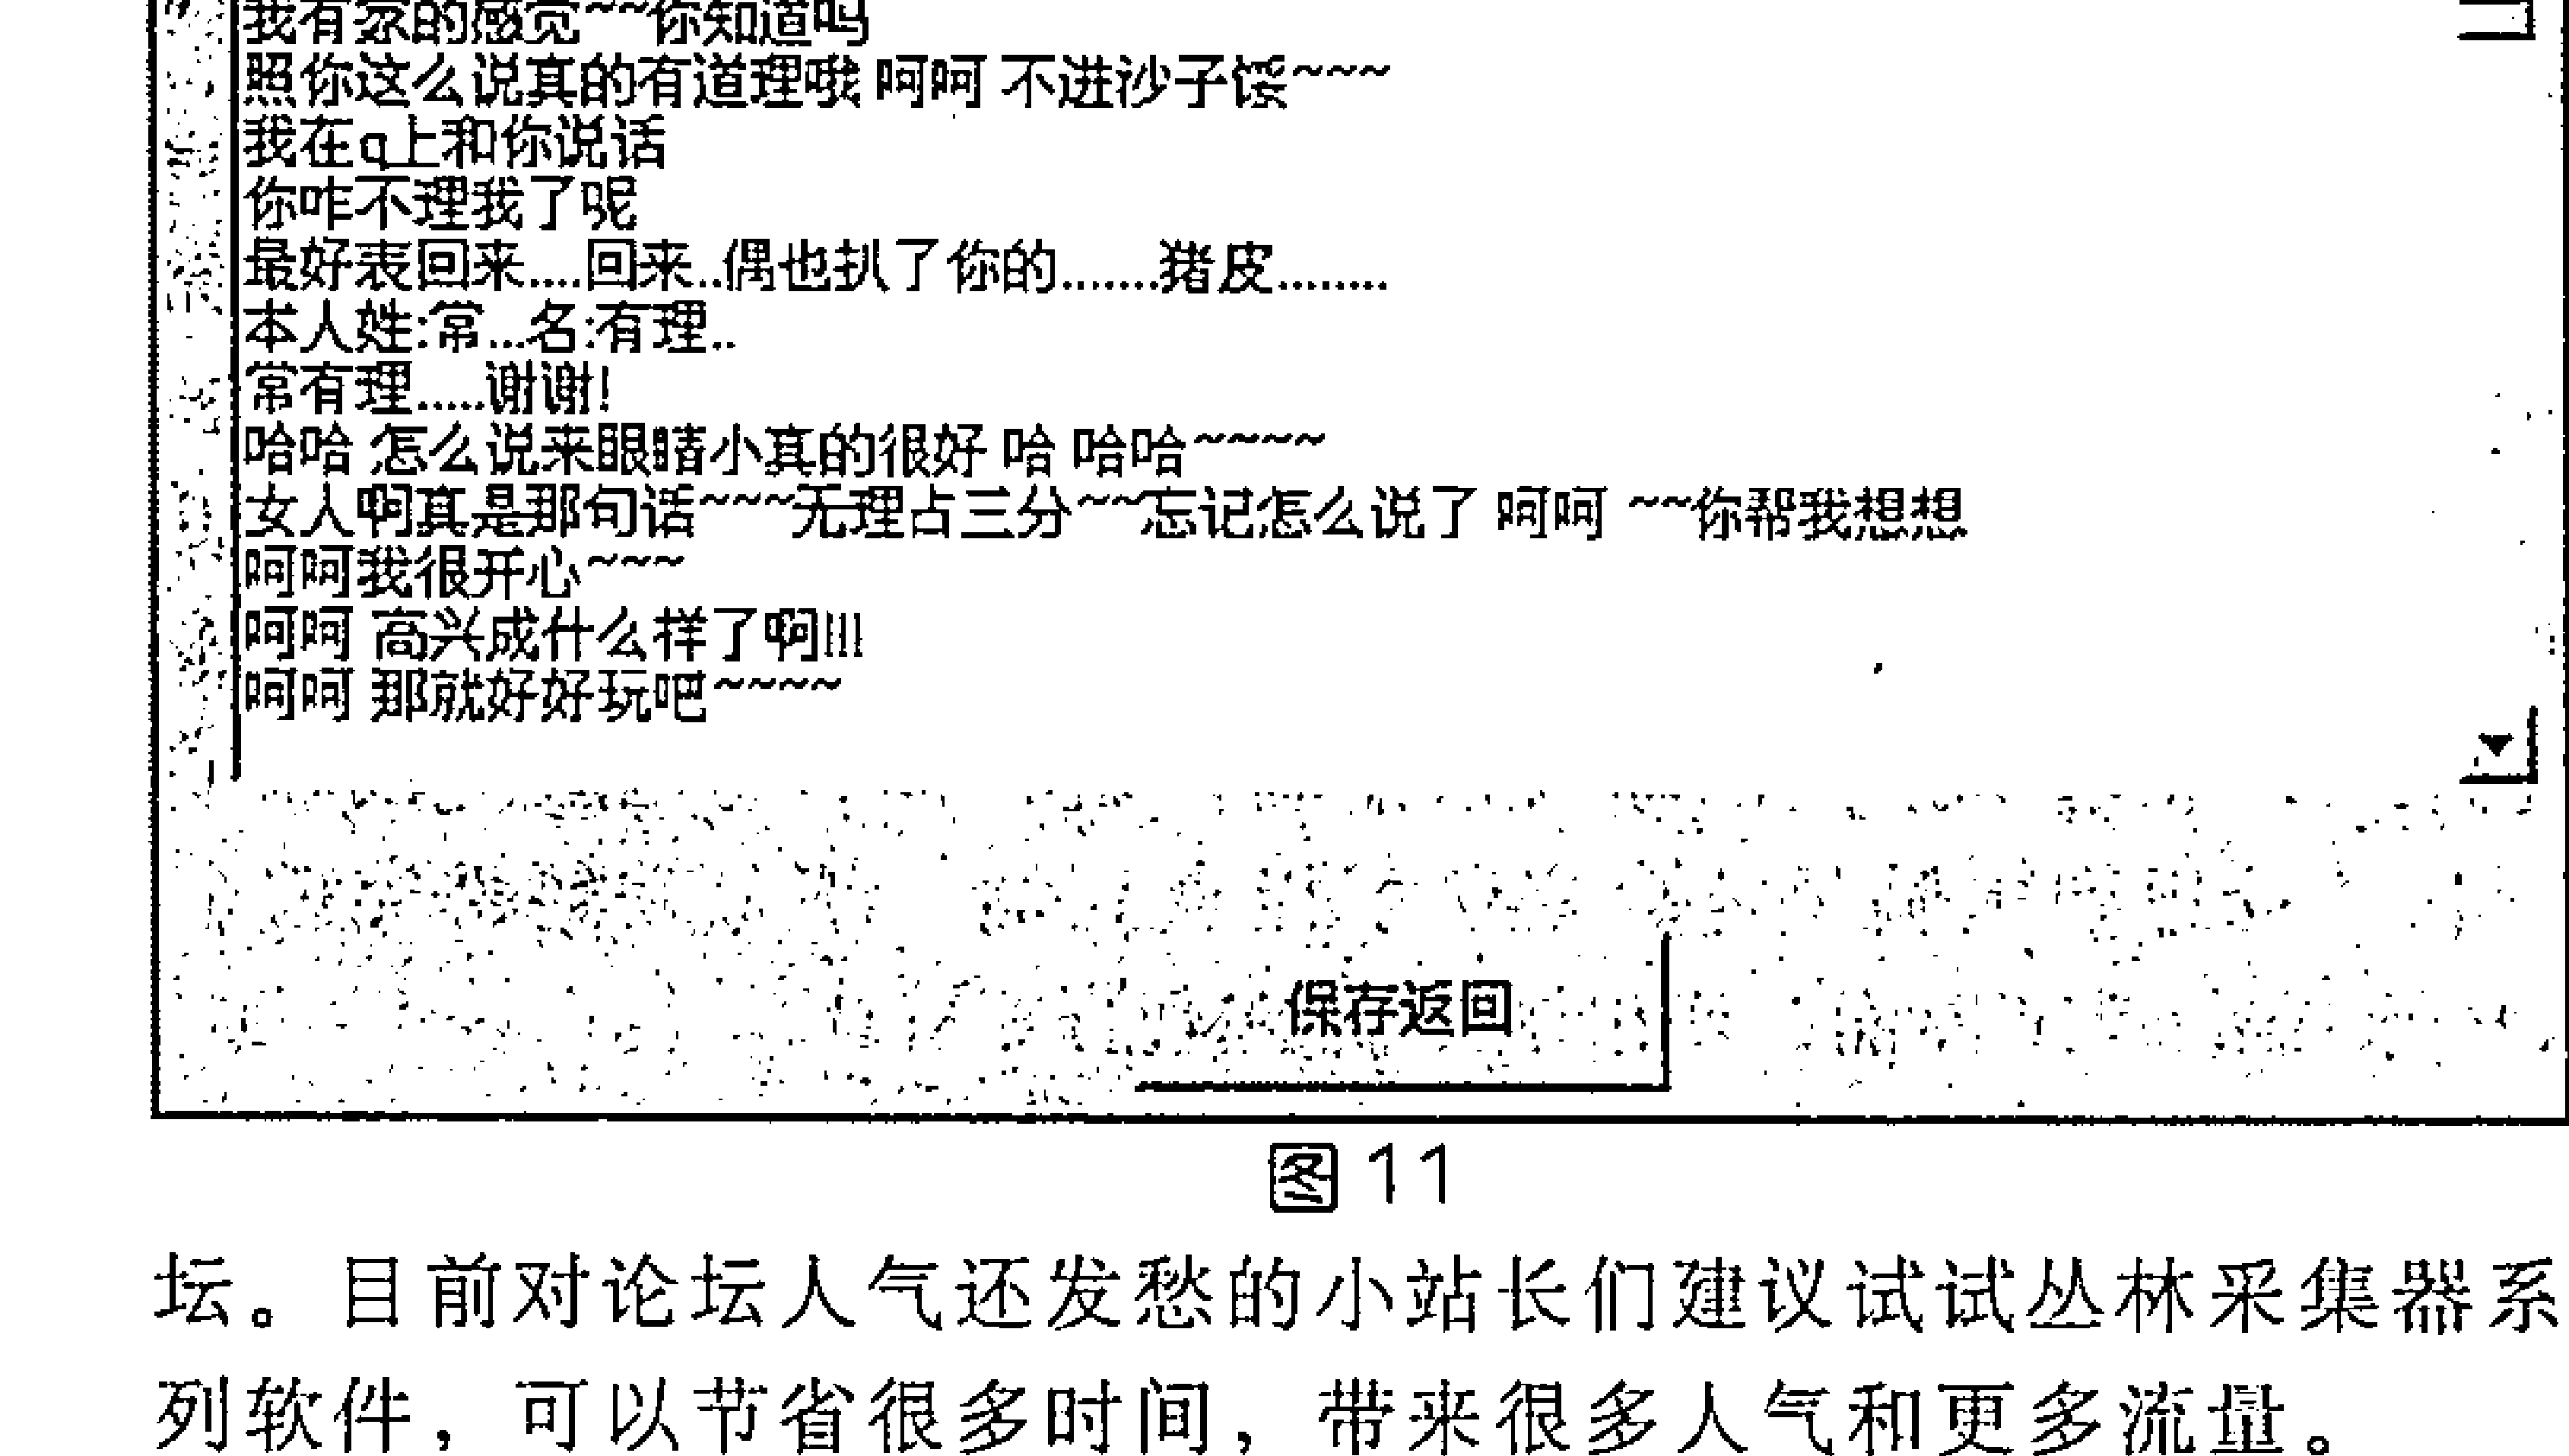 我有家的感觉~~你知道吗
照你这么说真的有道理哦 呵呵 不进沙子馁~~~
我在q上和你说话
你咋不理我了呢
最好表回来....回来..偶也扒了你的.......猪皮........
本人姓:常...名:有理..
常有理.....谢谢!
哈哈 怎么说来眼睛小真的很好 哈 哈哈~~~~
女人啊真是那句话~~~无理占三分~~忘记怎么说了 呵呵 ~~你帮我想想
呵呵我很开心~~~
呵呵 高兴成什么样了啊!!!
呵呵 那就好好玩吧~~~~
保存返回
图 11
坛。目前对论坛人气还发愁的小站长们建议试试丛林采集器系
列软件，可以节省很多时间，带来很多人气和更多流量。